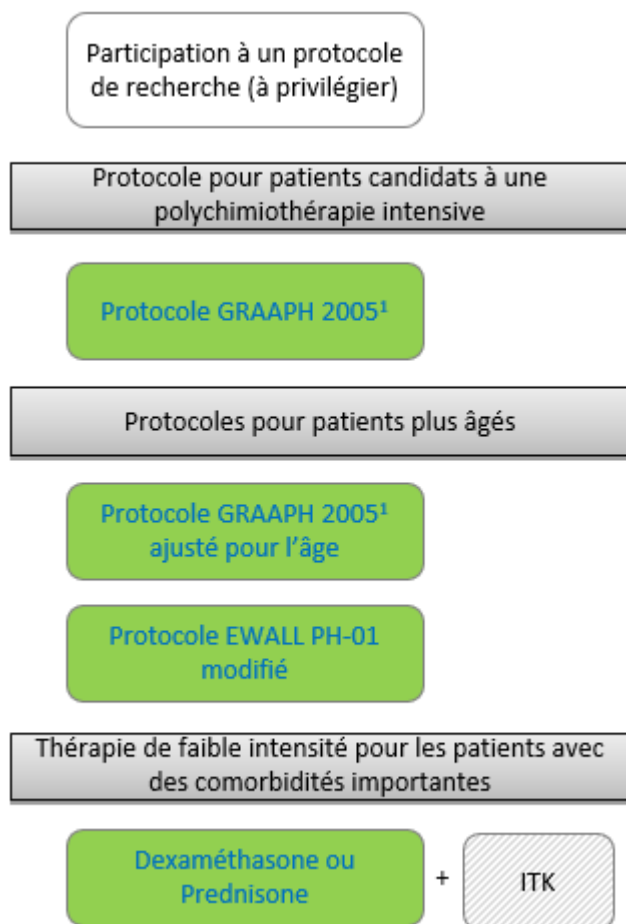 Participation à un protocole
de recherche (à privilégier)
Protocole pour patients candidats à une
polychimiothérapie intensive
Protocole GRAAPH 2005¹
Protocoles pour patients plus âgés
Protocole GRAAPH 2005¹
ajusté pour l’âge
Protocole EWALL PH-01
modifié
Thérapie de faible intensité pour les patients avec
des comorbidités importantes
Dexaméthasone ou
Prednisone
+
ITK